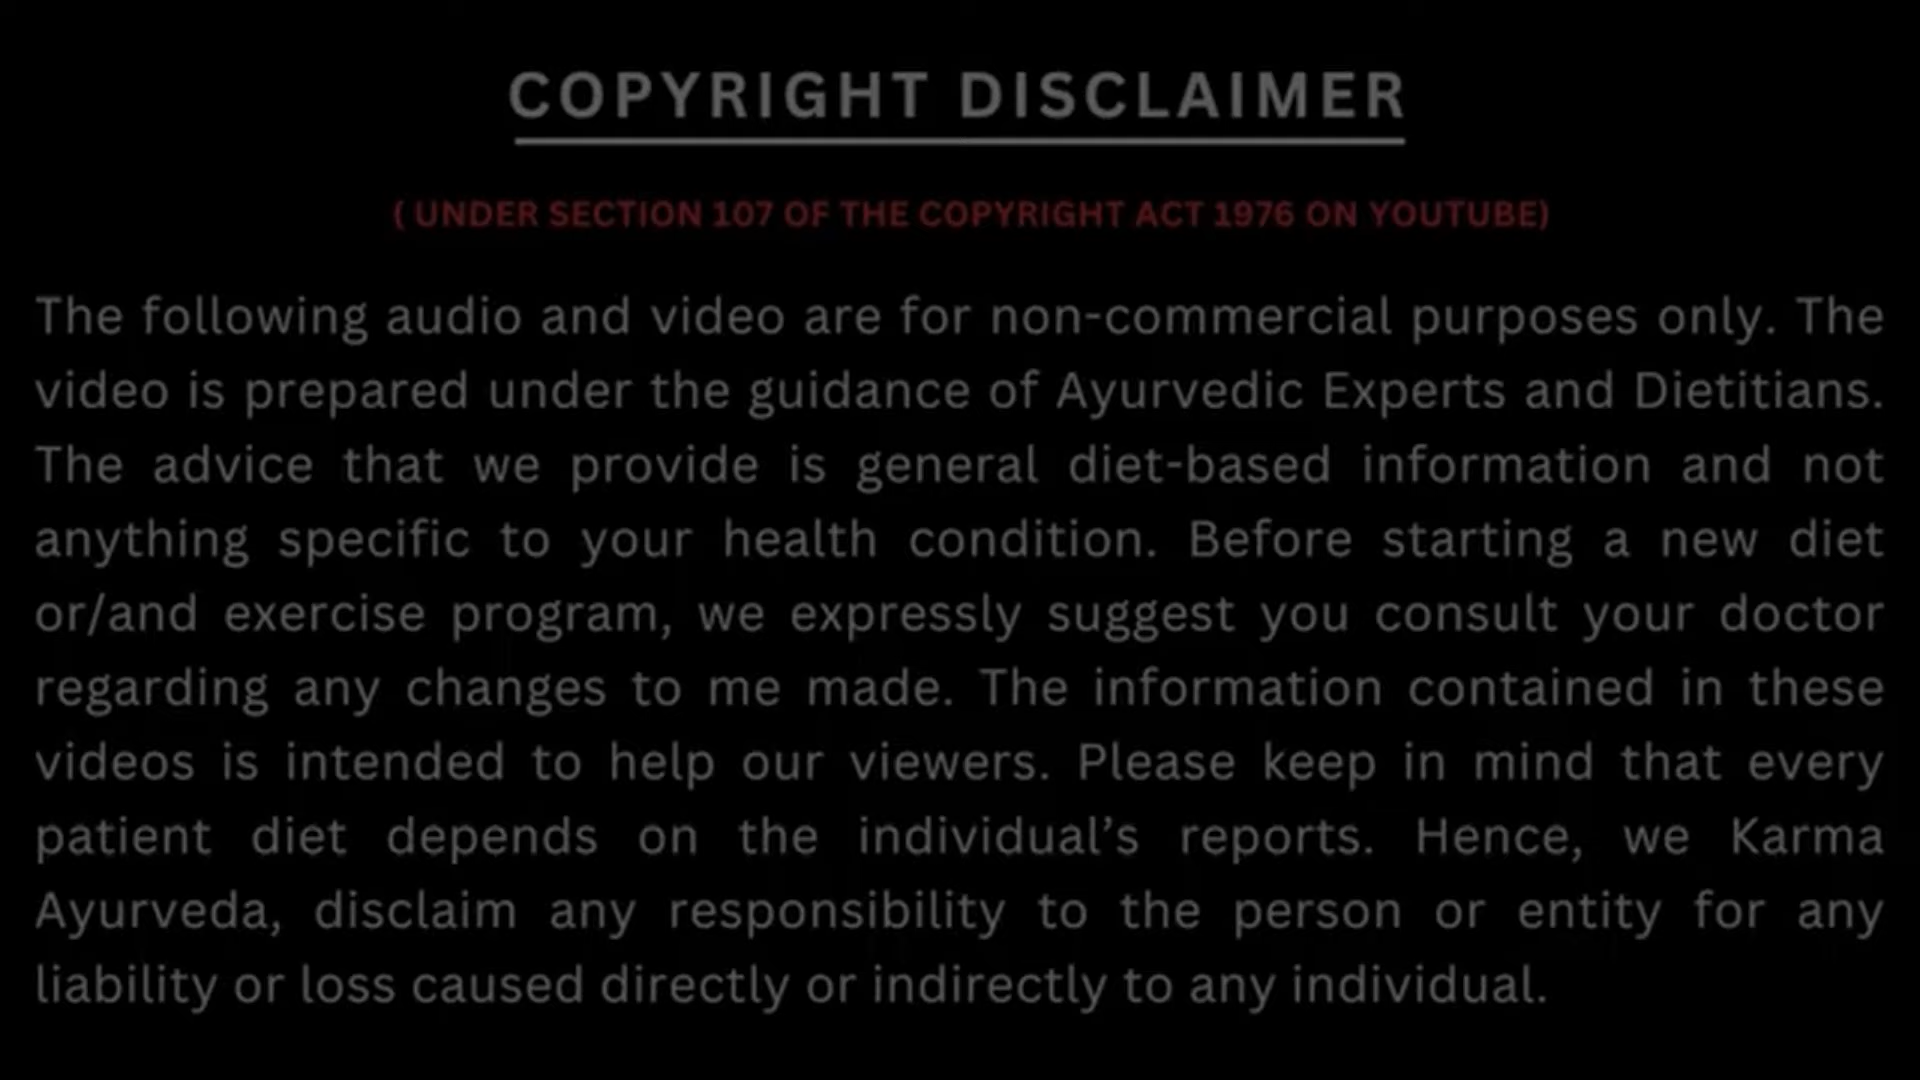 COPYRIGHT DISCLAIMER
( UNDER SECTION 107 OF THE COPYRIGHT ACT 1976 ON YOUTUBE)
The following audio and video are for non-commercial purposes only. The
video is prepared under the guidance of Ayurvedic Experts and Dietitians.
The advice that we provide is general diet-based information and not
anything specific to your health condition. Before starting a new diet
or/and exercise program, we expressly suggest you consult your doctor
regarding any changes to me made. The information contained in these
videos is intended to help our viewers. Please keep in mind that every
patient diet depends on the individual’s reports. Hence, we Karma
Ayurveda, disclaim any responsibility to the person or entity for any
liability or loss caused directly or indirectly to any individual.